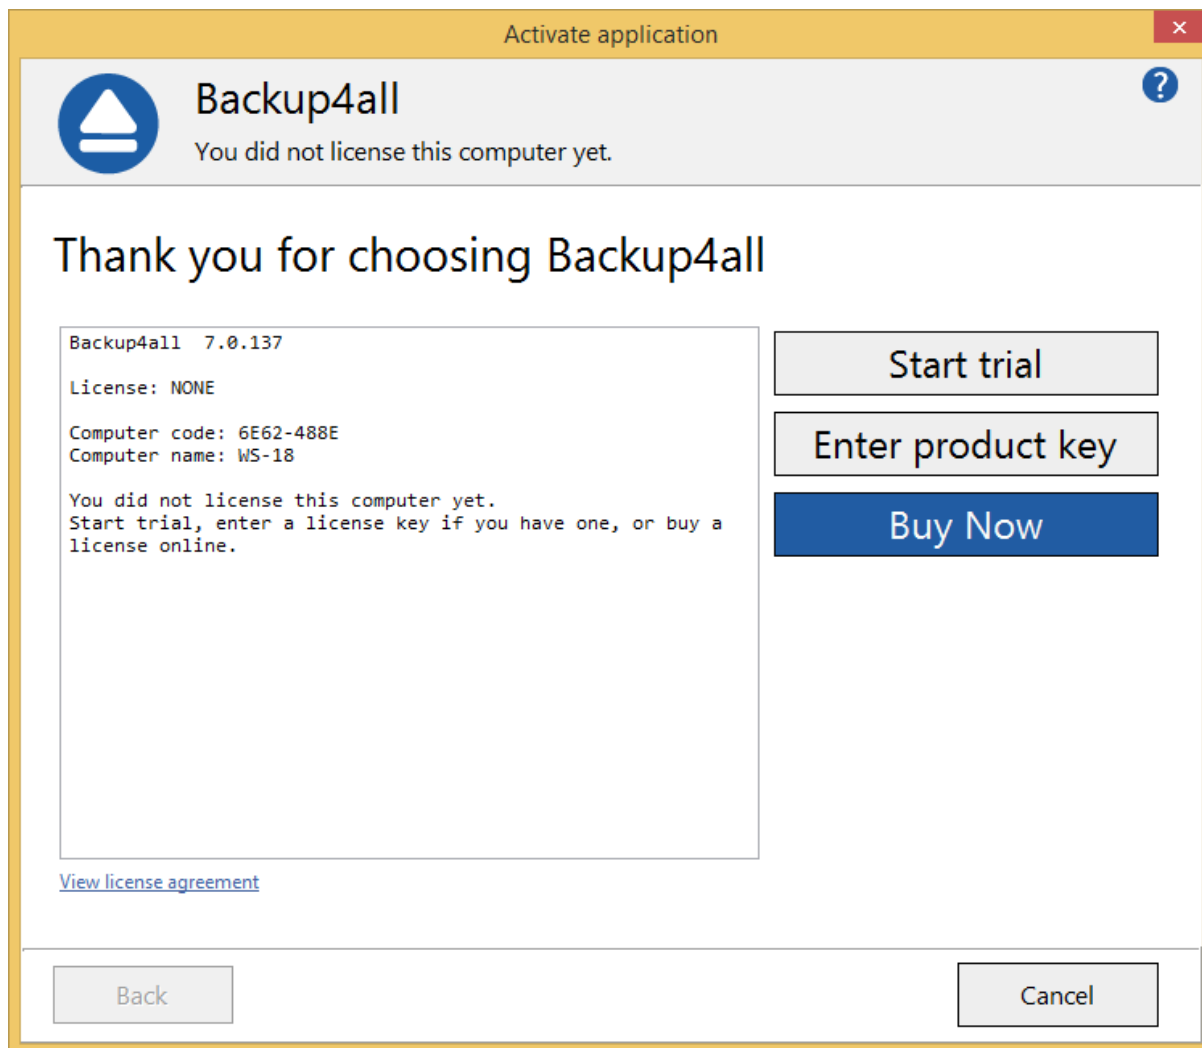 Activate application
Backup4all
You did not license this computer yet.
?
Thank you for choosing Backup4all
Backup4all  7.0.137
License: NONE
Computer code: 6E62-488E
Computer name: WS-18
You did not license this computer yet.
Start trial, enter a license key if you have one, or buy a
license online.
Start trial
Enter product key
Buy Now
View license agreement
Back
Cancel